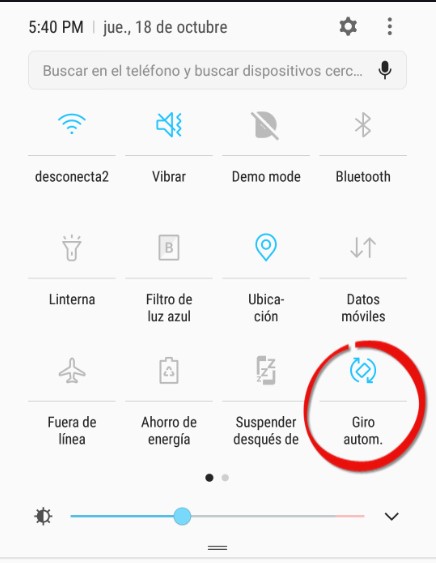 5:40 PM | jue., 18 de octubre
Buscar en el teléfono y buscar dispositivos cerc...
desconecta2
Vibrar
Demo mode
Bluetooth
B
Linterna
Filtro de
luz azul
Ubica-
ción
Datos
móviles
Fuera de
línea
Ahorro de
energía
Suspender
desqués de
Giro
autom.